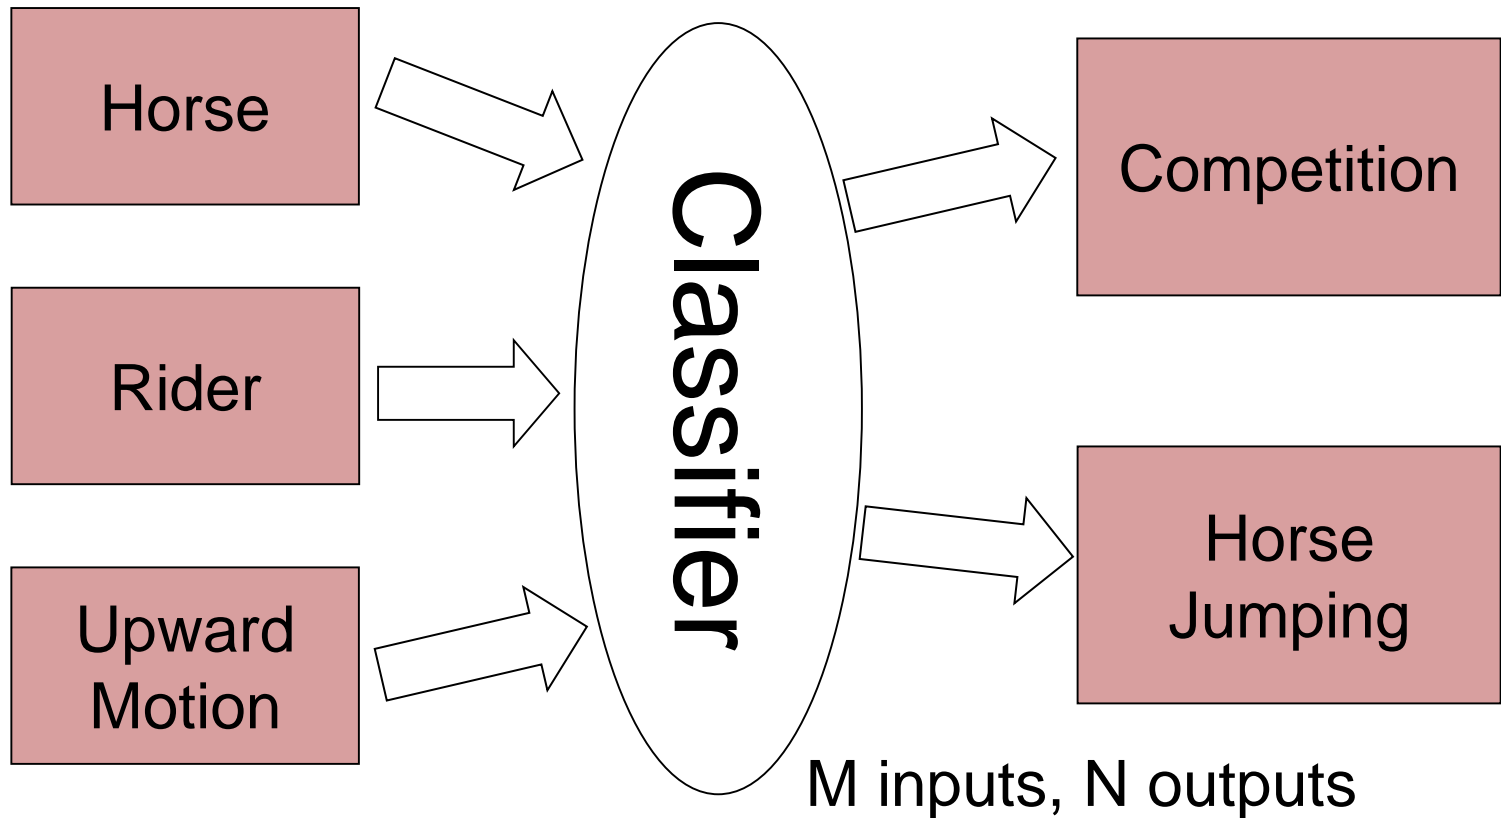 Horse
Rider
Upward
Motion
Classifier
Competition
Horse
Jumping
M inputs, N outputs